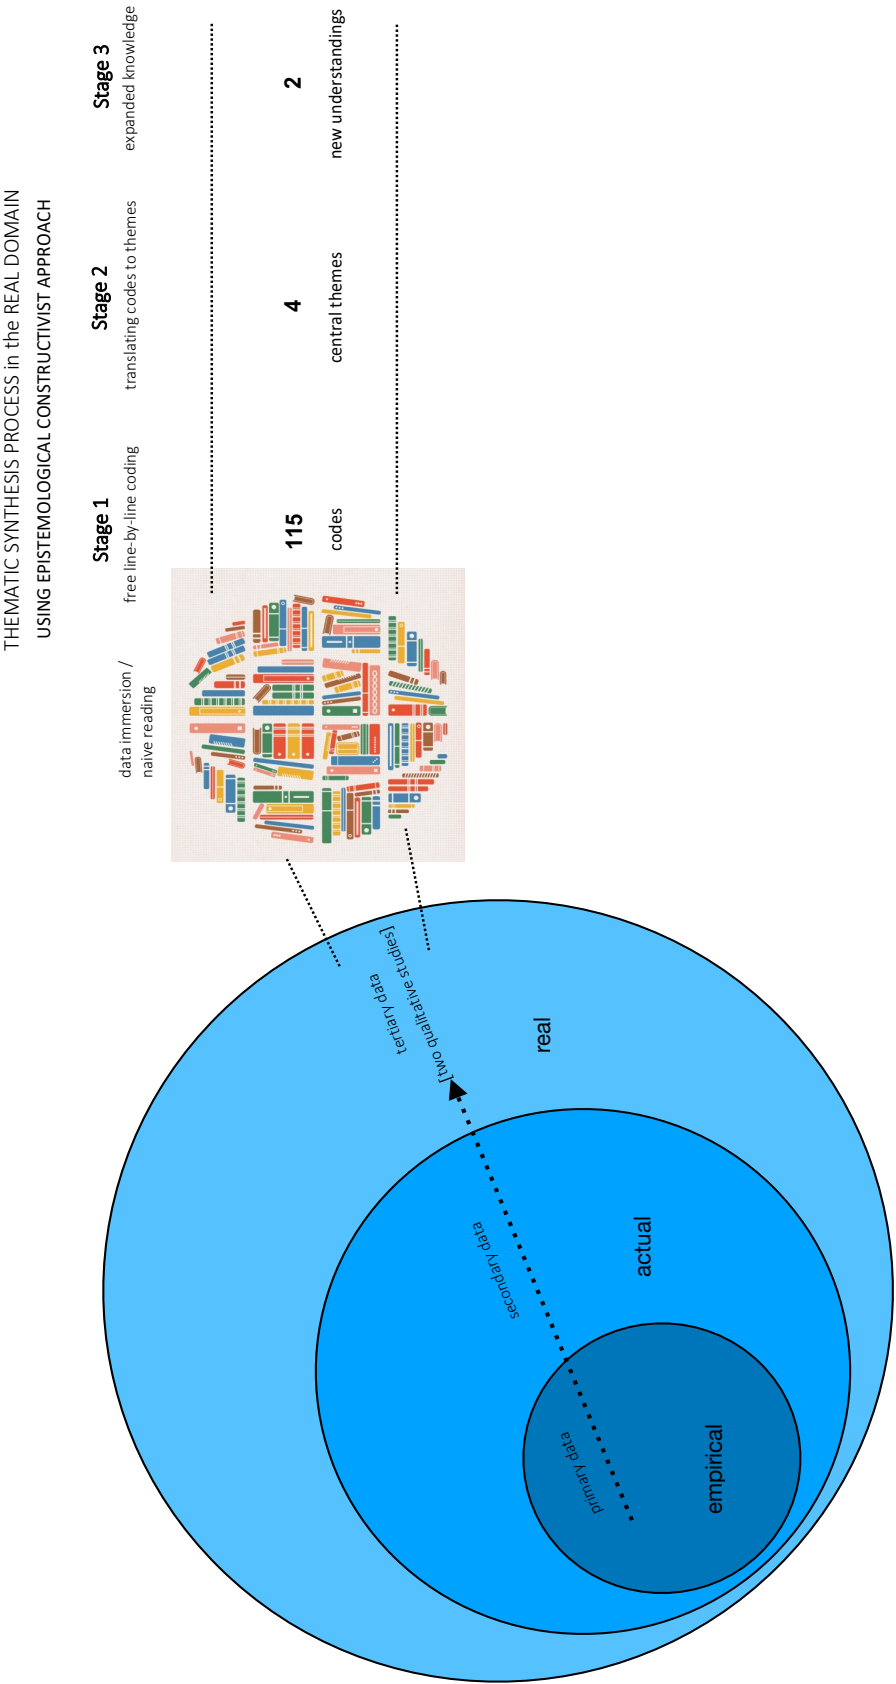 THEMATIC SYNTHESIS PROCESS in the REAL DOMAIN
USING EPISTEMOLOGICAL CONSTRUCTIVIST APPROACH
data immersion /
naive reading
Stage 1
free line-by-line coding
115
codes
Stage 2
translating codes to themes
4
central themes
Stage 3
expanded knowledge
2
new understandings
primary data
secondary data
tertiary data
[two qualitative studies]
empirical
actual
real